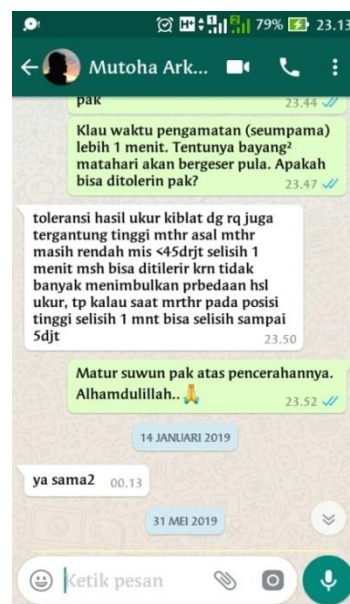 79% 23.13
Mutoha Ark...
pak
23.44
Klau waktu pengamatan (seumpama)
lebih 1 menit. Tentunya bayang²
matahari akan bergeser pula. Apakah
bisa ditolerin pak?
23.47
toleransi hasil ukur kiblat dg rq juga
tergantung tinggi mthr asal mthr
masih rendah mis <45drjt selisih 1
menit msh bisa ditilerir krn tidak
banyak menimbulkan prbedaan hsl
ukur, tp kalau saat mrthr pada posisi
tinggi selisih 1 mnt bisa selisih sampai
5djt
23.50
Matur suwun pak atas pencerahannya.
Alhamdulillah.. 🙏
23.52
14 JANUARI 2019
ya sama2 00.13
31 MEI 2019
Ketik pesan